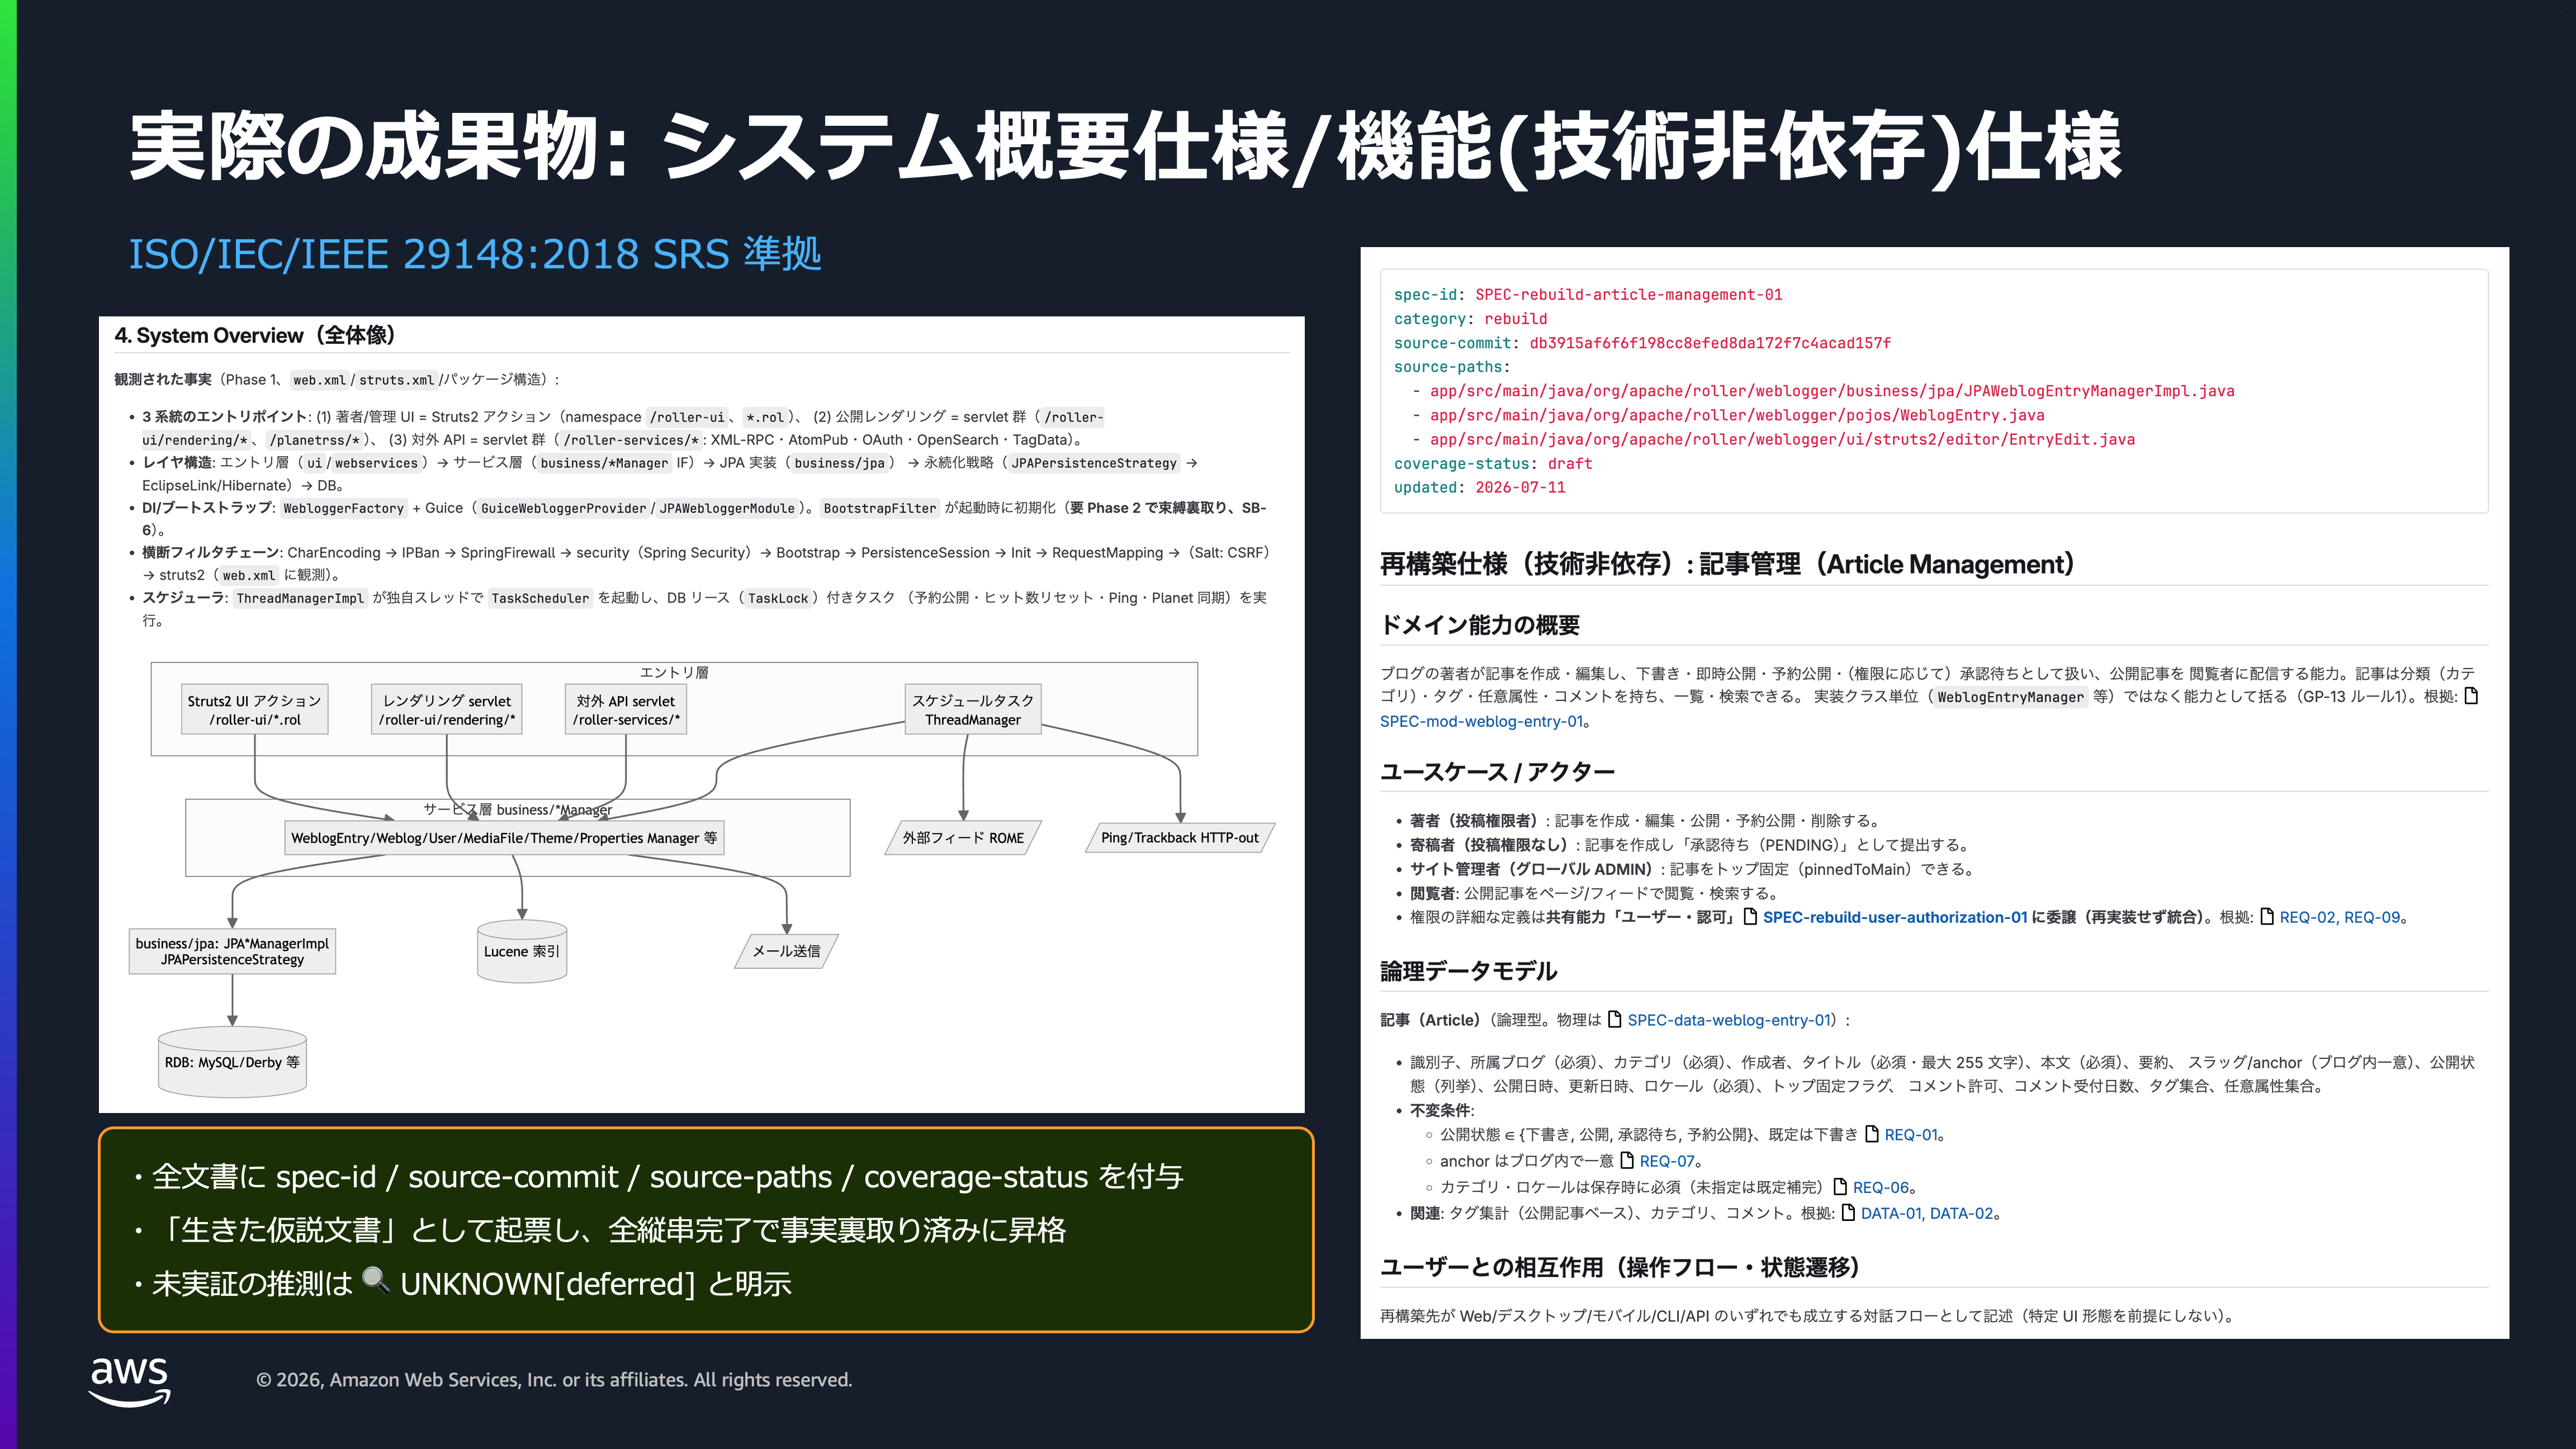 実際の成果物: システム概要仕様/機能(技術非依存)仕様
ISO/IEC/IEEE 29148:2018 SRS 準拠
4. System Overview（全体像）
観測された事実（Phase 1、web.xml/struts.xml/パッケージ構造）:
• 3 系統のエントリポイント: (1) 著者/管理 UI = Struts2 アクション（namespace /roller-ui、*.rol）、 (2) 公開レンダリング = servlet 群（/roller-
ui/rendering/*、/planetrss/*）、 (3) 対外 API = servlet 群（/roller-services/*: XML-RPC・AtomPub・OAuth・OpenSearch・TagData）。
• レイヤ構造: エントリ層（ui/webservices）→ サービス層（business/*Manager IF）→ JPA 実装（business/jpa） → 永続化戦略（JPAPersistenceStrategy →
EclipseLink/Hibernate）→ DB。
• DI/ブートストラップ: WebloggerFactory + Guice（GuiceWebloggerProvider/JPAWebloggerModule）。BootstrapFilter が起動時に初期化（要 Phase 2 で束縛裏取り、SB-
6）。
• 横断フィルタチェーン: CharEncoding → IPBan → SpringFirewall → security（Spring Security）→ Bootstrap → PersistenceSession → Init → RequestMapping →（Salt: CSRF）
→ struts2（web.xml に観測）。
• スケジューラ: ThreadManagerImpl が独自スレッドで TaskScheduler を起動し、DB リース（TaskLock）付きタスク （予約公開・ヒット数リセット・Ping・Planet 同期）を実
行。
エントリ層
Struts2 UI アクション
/roller-ui/*.rol
レンダリング servlet
/roller-ui/rendering/*
対外 API servlet
/roller-services/*
スケジュールタスク
ThreadManager
サービス層 business/*Manager
WeblogEntry/Weblog/User/MediaFile/Theme/Properties Manager 等
外部フィード ROME
Ping/Trackback HTTP-out
business/jpa: JPA*ManagerImpl
JPAPersistenceStrategy
Lucene 索引
メール送信
RDB: MySQL/Derby 等
・全文書に spec-id / source-commit / source-paths / coverage-status を付与
・「生きた仮説文書」として起票し、全縦串完了で事実裏取り済みに昇格
・未実証の推測は 🔍 UNKNOWN[deferred] と明示
spec-id: SPEC-rebuild-article-management-01
category: rebuild
source-commit: db3915af6f6f198cc8efed8da172f7c4acad157f
source-paths:
- app/src/main/java/org/apache/roller/weblogger/business/jpa/JPAWeblogEntryManagerImpl.java
- app/src/main/java/org/apache/roller/weblogger/pojos/WeblogEntry.java
- app/src/main/java/org/apache/roller/weblogger/ui/struts2/editor/EntryEdit.java
coverage-status: draft
updated: 2026-07-11
再構築仕様（技術非依存）: 記事管理（Article Management）
ドメイン能力の概要
ブログの著者が記事を作成・編集し、下書き・即時公開・予約公開・（権限に応じて）承認待ちとして扱い、公開記事を 閲覧者に配信する能力。記事は分類（カテ
ゴリ）・タグ・任意属性・コメントを持ち、一覧・検索できる。 実装クラス単位（WeblogEntryManager 等）ではなく能力として括る（GP-13 ルール1）。根拠:
SPEC-mod-weblog-entry-01。
ユースケース / アクター
• 著者（投稿権限者）: 記事を作成・編集・公開・予約公開・削除する。
• 寄稿者（投稿権限なし）: 記事を作成し「承認待ち（PENDING）」として提出する。
• サイト管理者（グローバル ADMIN）: 記事をトップ固定（pinnedToMain）できる。
• 閲覧者: 公開記事をページ/フィードで閲覧・検索する。
• 権限の詳細な定義は共有能力「ユーザー・認可」 SPEC-rebuild-user-authorization-01 に委譲（再実装せず統合）。根拠: REQ-02, REQ-09。
論理データモデル
記事（Article）（論理型。物理は SPEC-data-weblog-entry-01）:
• 識別子、所属ブログ（必須）、カテゴリ（必須）、作成者、タイトル（必須・最大 255 文字）、本文（必須）、要約、 スラッグ/anchor（ブログ内一意）、公開状
態（列挙）、公開日時、更新日時、ロケール（必須）、トップ固定フラグ、 コメント許可、コメント受付日数、タグ集合、任意属性集合。
• 不変条件:
○ 公開状態 ∈ {下書き, 公開, 承認待ち, 予約公開}、既定は下書き REQ-01。
○ anchor はブログ内で一意 REQ-07。
○ カテゴリ・ロケールは保存時に必須（未指定は既定補完） REQ-06。
• 関連: タグ集計（公開記事ベース）、カテゴリ、コメント。根拠: DATA-01, DATA-02。
ユーザーとの相互作用（操作フロー・状態遷移）
再構築先が Web/デスクトップ/モバイル/CLI/API のいずれでも成立する対話フローとして記述（特定 UI 形態を前提にしない）。
aws
© 2026, Amazon Web Services, Inc. or its affiliates. All rights reserved.